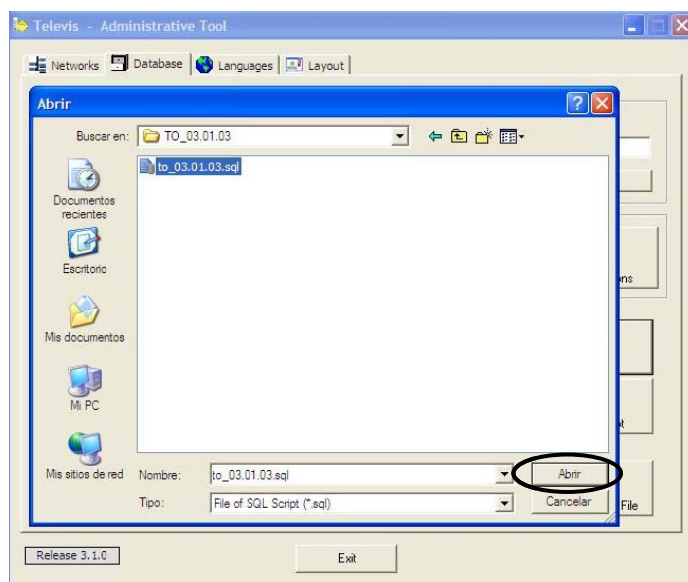 Televis - Administrative Tool
Networks Database Languages Layout
Abrir
Buscar en: TO_03.01.03
to_03.01.03.sql
Documentos
recientes
Escritorio
Mis documentos
Mi PC
Mis sitios de red
Nombre: to_03.01.03.sql Abrir
Tipo: File of SQL Script (*.sql) Cancelar
File
Release 3.1.0
Exit